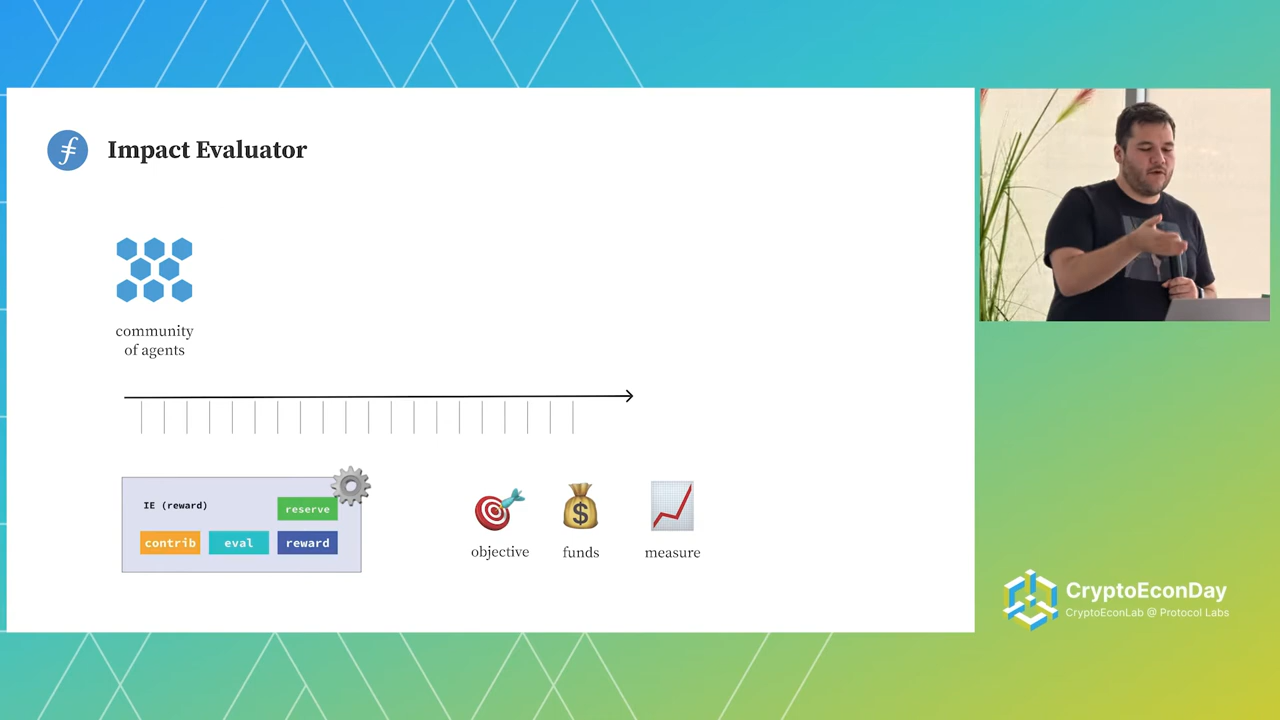 Impact Evaluator
community
of agents
IE (reward)
reserve
contrib
eval
reward
objective
funds
measure
CryptoEconDay
CryptoEconLab @ Protocol Labs